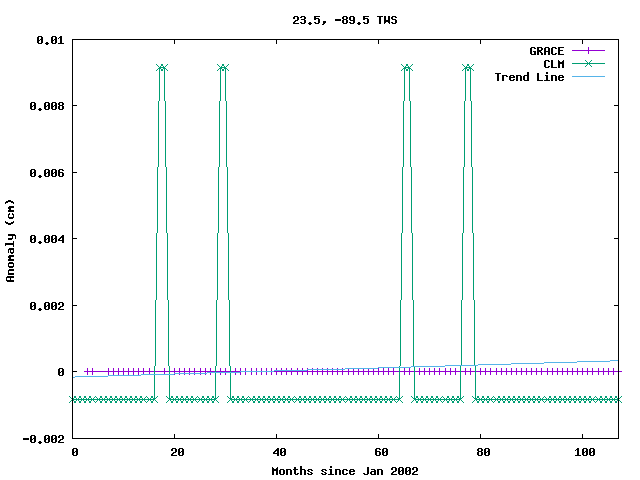 23.5, -89.5 TWS
GRACE
CLM
Trend Line
0.01
0.008
0.006
0.004
0.002
0
-0.002
Anomaly (cm)
0 20 40 60 80 100
Months since Jan 2002